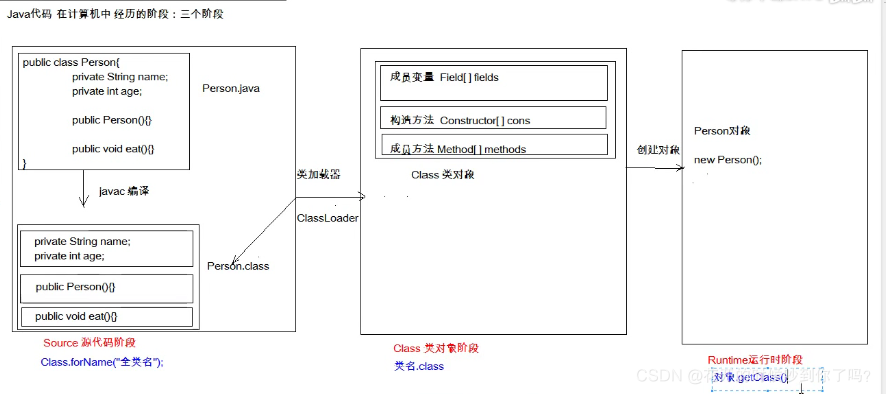 Java代码 在计算机中 经历的阶段：三个阶段
public class Person{
private String name;
private int age;
public Person(){}
public void eat(){}
}
Person.java
javac 编译
private String name;
private int age;
public Person(){}
public void eat(){}
Person.class
Source 源代码阶段
Class.forName("全类名");
类加载器
ClassLoader
成员变量 Field[ ] fields
构造方法 Constructor[ ] cons
成员方法 Method[ ] methods
Class 类对象
Class 类对象阶段
类名.class
创建对象
Person对象
new Person();
Runtime运行时阶段
对象.getClass()
CSDN
到你了吗?